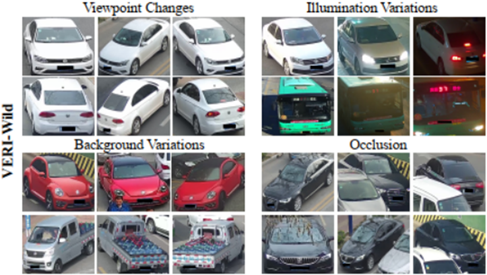 Viewpoint Changes
Illumination Variations
VERI-Wild
Background Variations
Occlusion